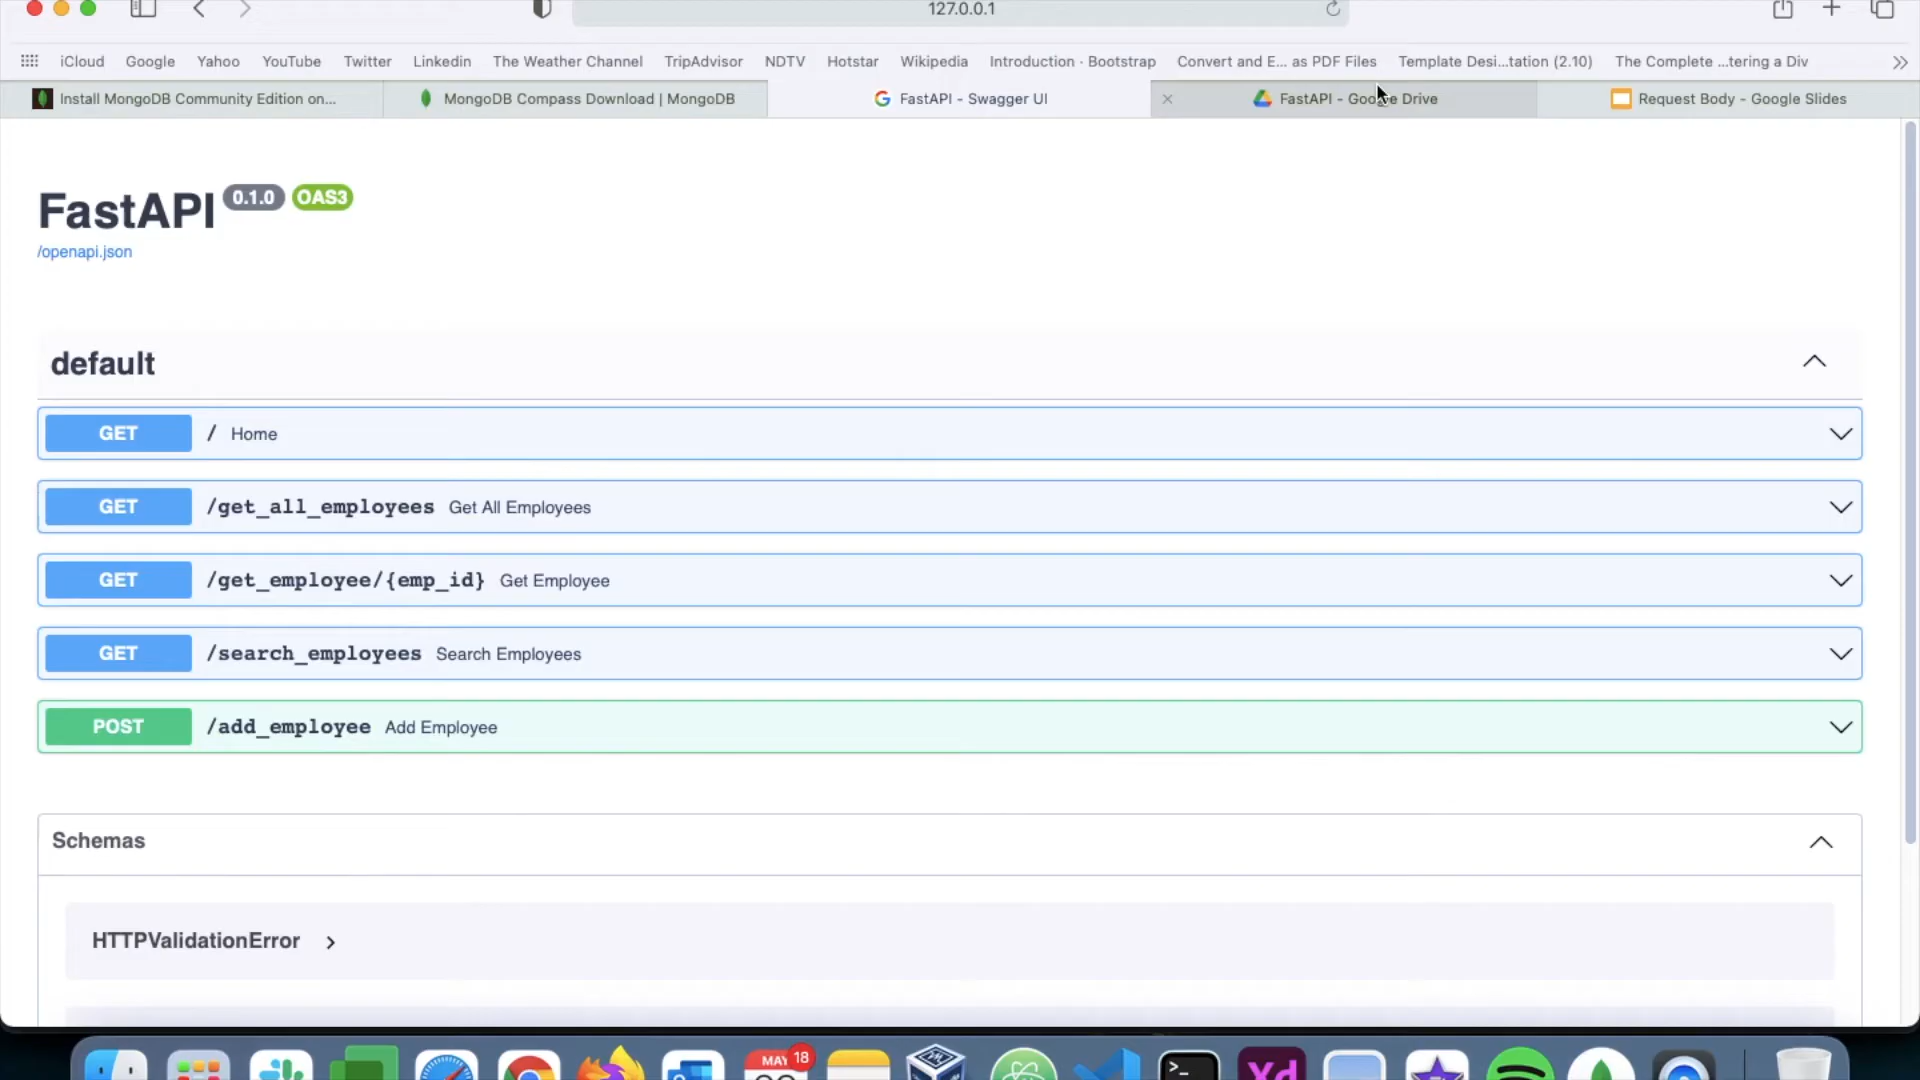 127.0.0.1
iCloud Google Yahoo YouTube Twitter Linkedin The Weather Channel TripAdvisor NDTV Hotstar Wikipedia Introduction · Bootstrap Convert and E... as PDF Files Template Desi...tation (2.10) The Complete ...tering a Div
Install MongoDB Community Edition on... MongoDB Compass Download | MongoDB FastAPI - Swagger UI FastAPI - Google Drive Request Body - Google Slides
FastAPI 0.1.0 OAS3
/openapi.json
default
GET / Home
GET /get_all_employees Get All Employees
GET /get_employee/{emp_id} Get Employee
GET /search_employees Search Employees
POST /add_employee Add Employee
Schemas
HTTPValidationError
MAY 18
Xd